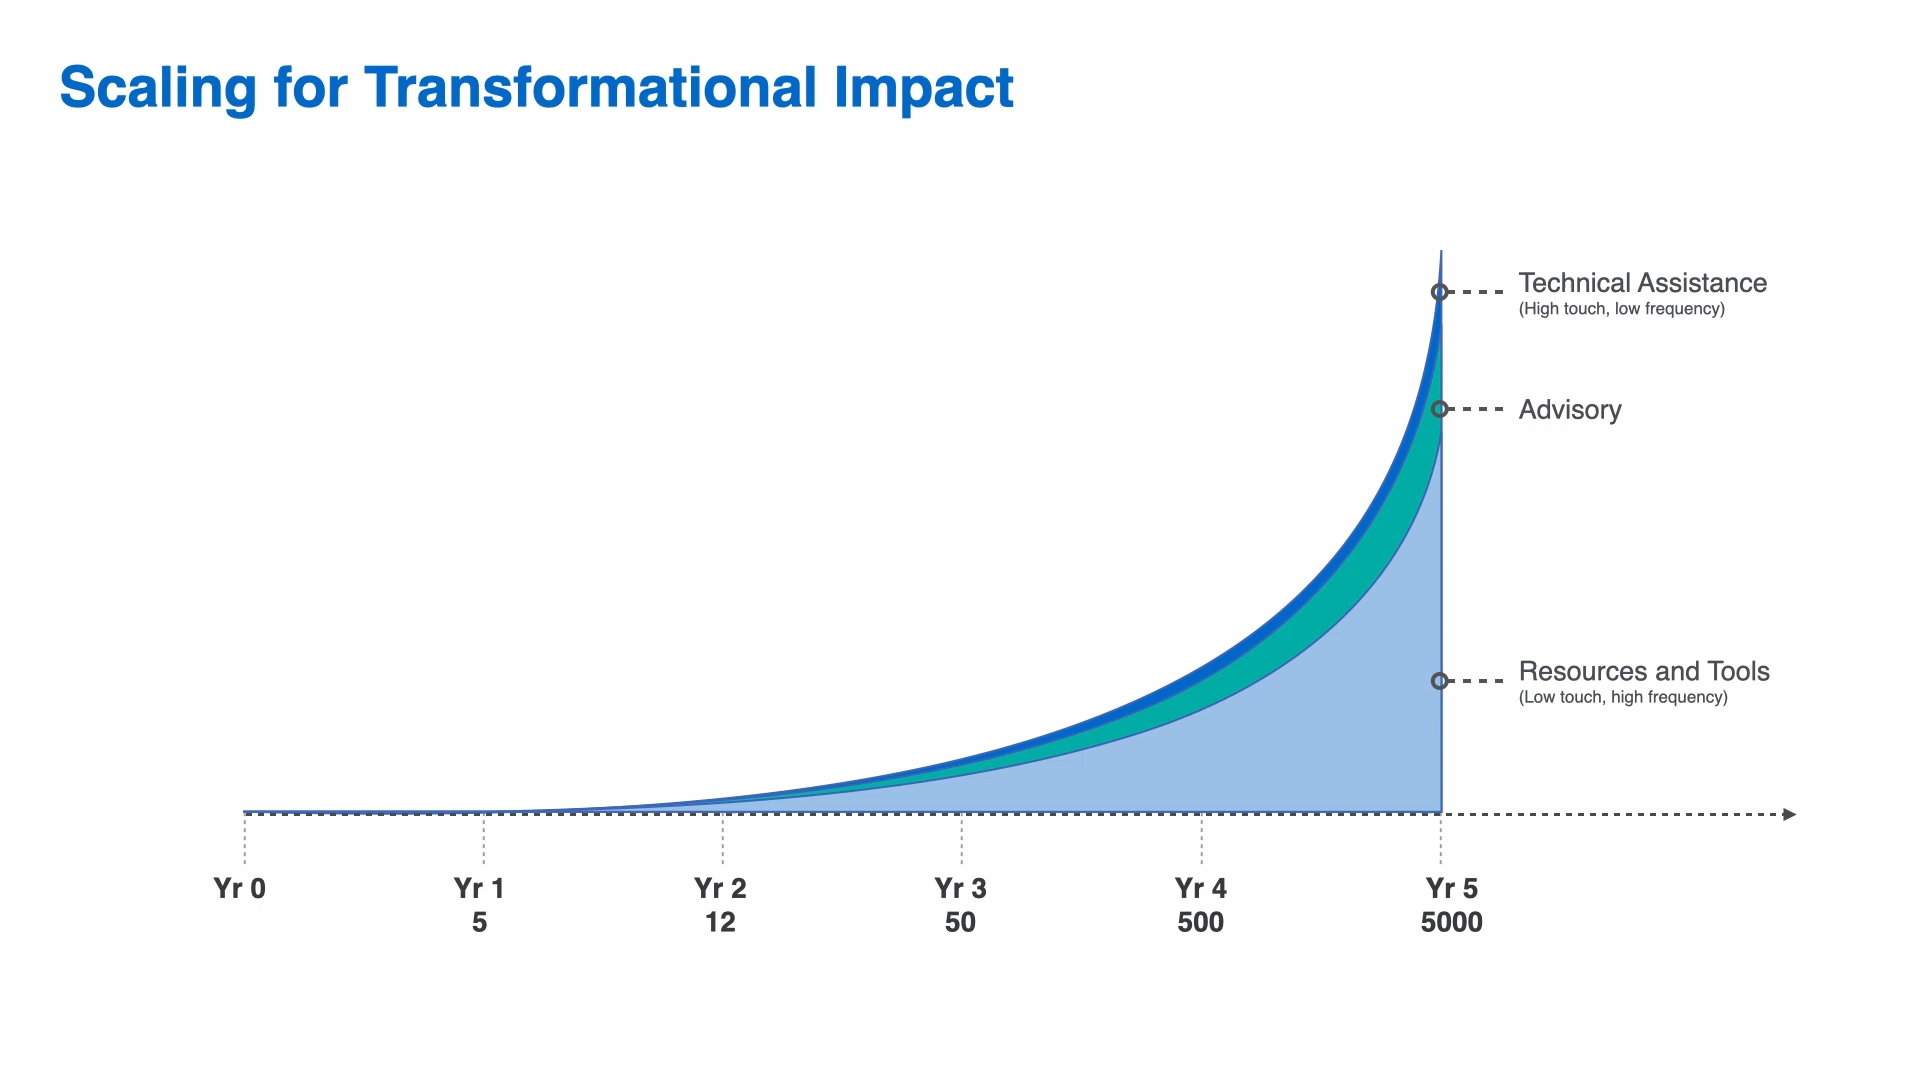 Scaling for Transformational Impact
Technical Assistance
(High touch, low frequency)
Advisory
Resources and Tools
(Low touch, high frequency)
Yr 0
Yr 1
5
Yr 2
12
Yr 3
50
Yr 4
500
Yr 5
5000